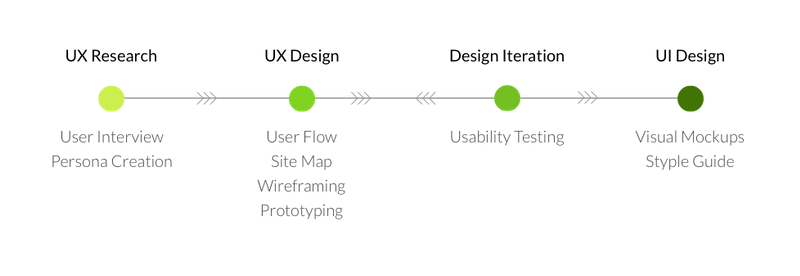 UX Research
User Interview
Persona Creation
UX Design
User Flow
Site Map
Wireframing
Prototyping
Design Iteration
Usability Testing
UI Design
Visual Mockups
Styple Guide